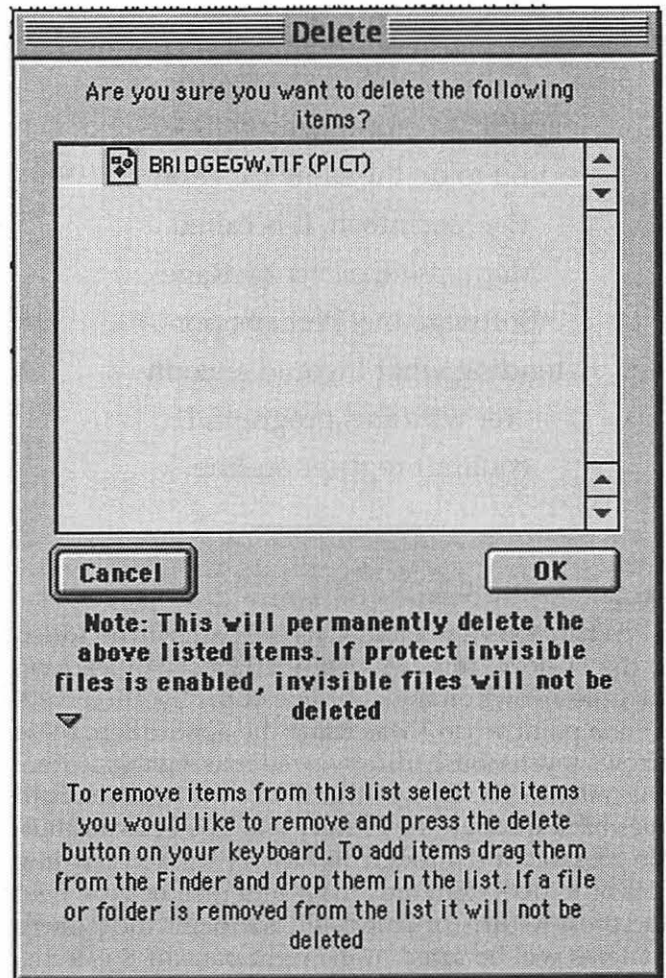 Delete
Are you sure you want to delete the following
items?
BRIDGEGW.TIF (PICT)
Cancel
OK
Note: This will permanently delete the
above listed items. If protect invisible
files is enabled, invisible files will not be
deleted
To remove items from this list select the items
you would like to remove and press the delete
button on your keyboard. To add items drag them
from the Finder and drop them in the list. If a file
or folder is removed from the list it will not be
deleted